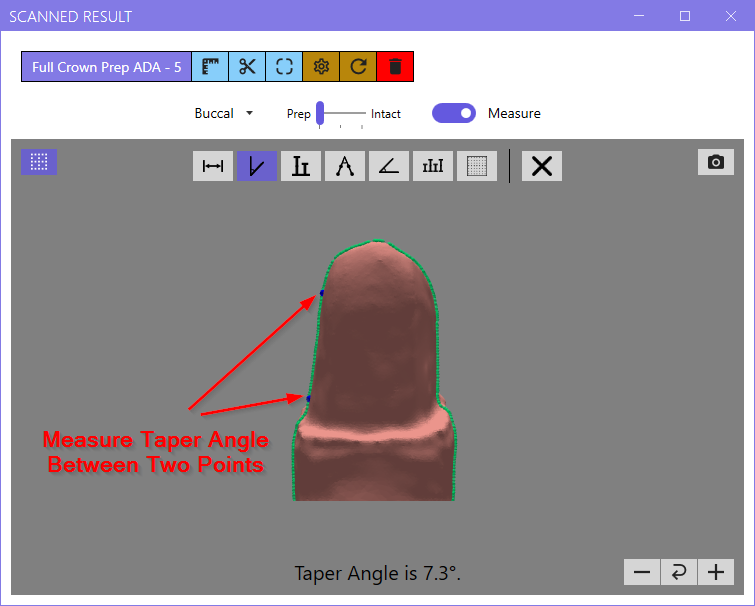 SCANNED RESULT
Full Crown Prep ADA - 5
Buccal Prep Intact Measure
Measure Taper Angle
Between Two Points
Taper Angle is 7.3°.